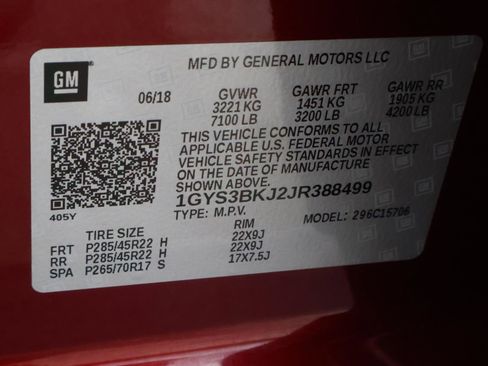 GM
MFD BY GENERAL MOTORS LLC
06/18 GVWR GAWR FRT GAWR RR
3221 KG 1451 KG 1905 KG
7100 LB 3200 LB 4200 LB
THIS VEHICLE CONFORMS TO ALL
APPLICABLE U.S. FEDERAL MOTOR
VEHICLE SAFETY STANDARDS IN EFFECT
ON THE DATE OF MANUFACTURE
SHOWN ABOVE.
1GYS3BKJ2JR388499
TYPE: M.P.V. MODEL: 296C15706
405Y
TIRE SIZE RIM
FRT P285/45R22 H 22X9J
RR P285/45R22 H 22X9J
SPA P265/70R17 S 17X7.5J